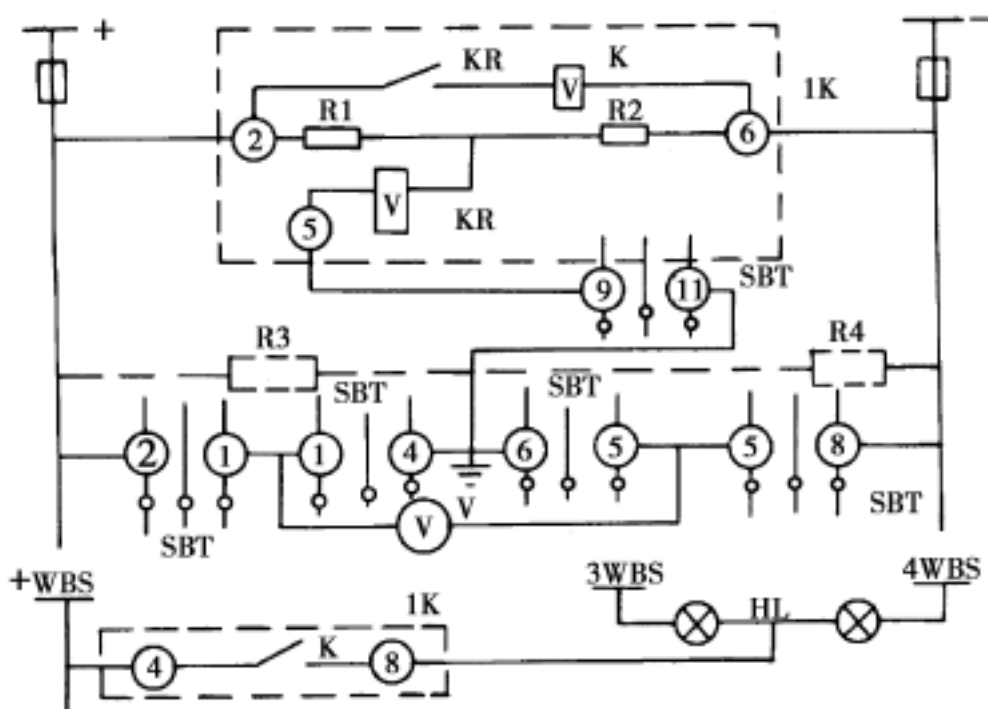 + −
KR K 1K
R1 R2
2 V 6
V
5 KR
9 11 SBT
R3 R4
SBT SBT
2 1 1 4 6 5 5 8
V V SBT
SBT
+WBS 3WBS 4WBS
1K HL
4 K 8